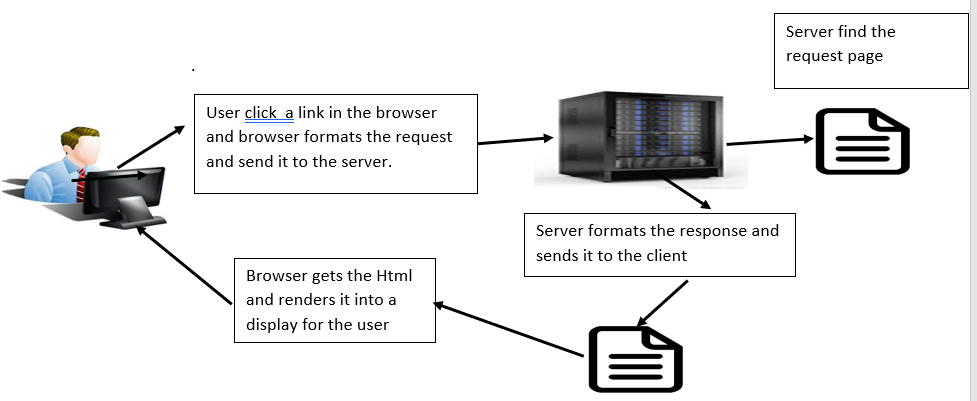 User click a link in the browser
and browser formats the request
and send it to the server.
Server find the
request page
Server formats the response and
sends it to the client
Browser gets the Html
and renders it into a
display for the user